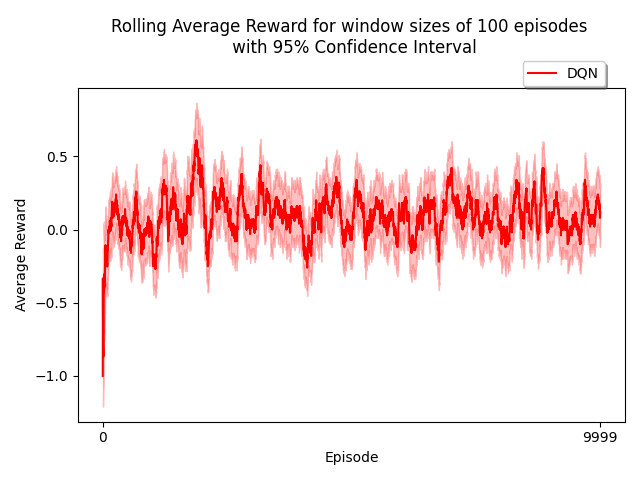 Rolling Average Reward for window sizes of 100 episodes
with 95% Confidence Interval
DQN
Average Reward
0.5
0.0
−0.5
−1.0
0
9999
Episode